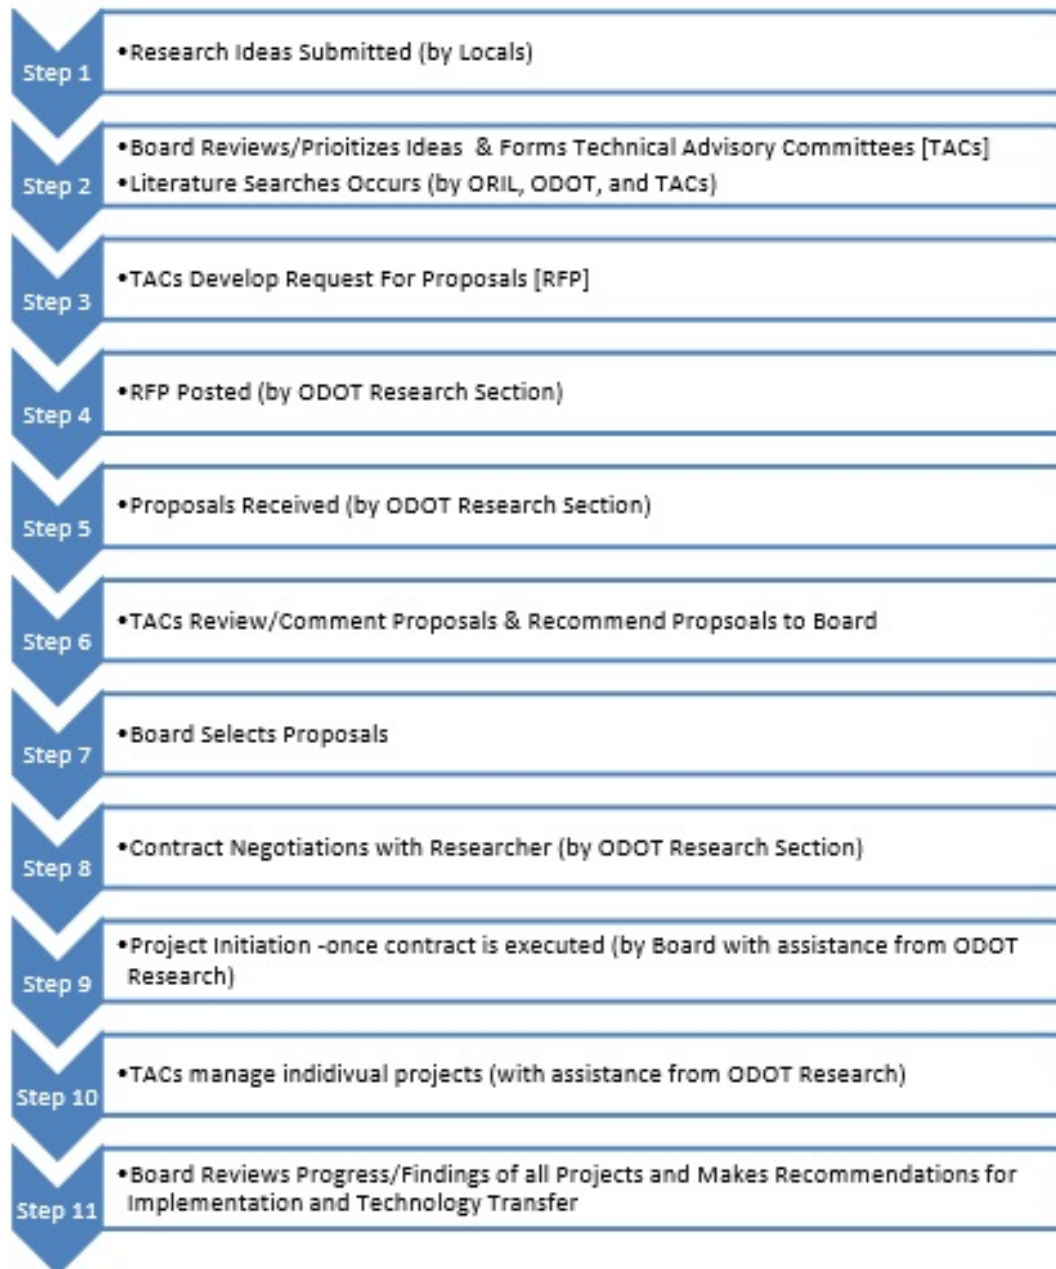 Step 1
•Research Ideas Submitted (by Locals)
Step 2
•Board Reviews/Prioitizes Ideas & Forms Technical Advisory Committees [TACs]
•Literature Searches Occurs (by ORIL, ODOT, and TACs)
Step 3
•TACs Develop Request For Proposals [RFP]
Step 4
•RFP Posted (by ODOT Research Section)
Step 5
•Proposals Received (by ODOT Research Section)
Step 6
•TACs Review/Comment Proposals & Recommend Propsoals to Board
Step 7
•Board Selects Proposals
Step 8
•Contract Negotiations with Researcher (by ODOT Research Section)
Step 9
•Project Initiation -once contract is executed (by Board with assistance from ODOT
Research)
Step 10
•TACs manage indidivual projects (with assistance from ODOT Research)
Step 11
•Board Reviews Progress/Findings of all Projects and Makes Recommendations for
Implementation and Technology Transfer